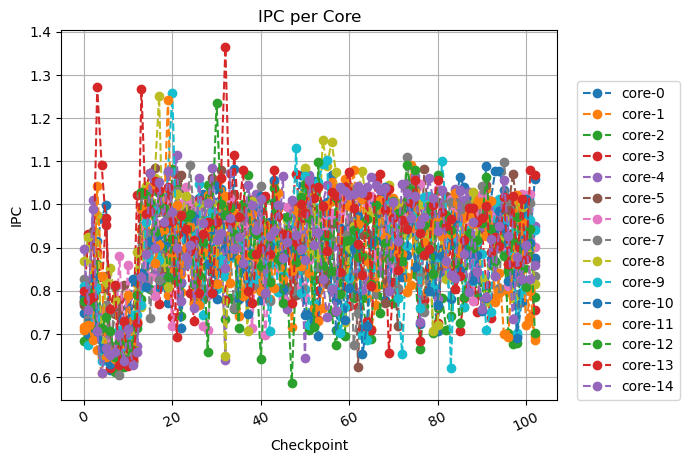 IPC per Core
1.4
1.3
1.2
1.1
1.0
0.9
0.8
0.7
0.6
IPC
0
20
40
60
80
100
Checkpoint
core-0
core-1
core-2
core-3
core-4
core-5
core-6
core-7
core-8
core-9
core-10
core-11
core-12
core-13
core-14